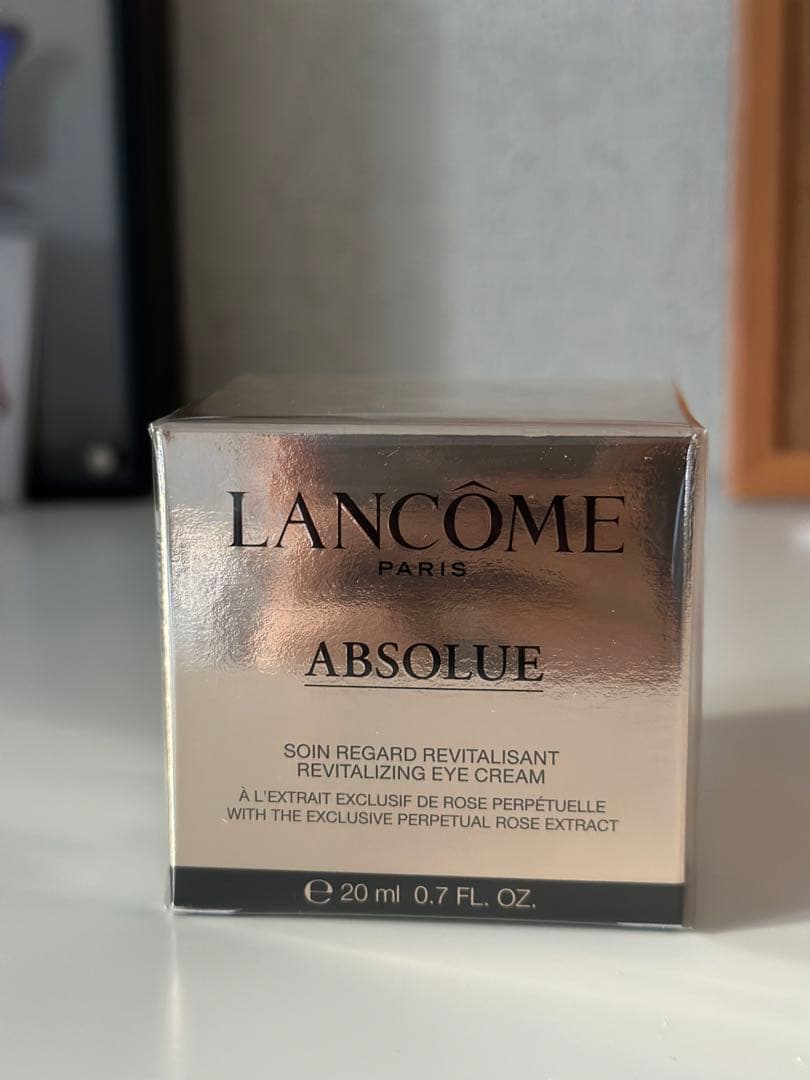 LANCÔME
PARIS
ABSOLUE
SOIN REGARD REVITALISANT
REVITALIZING EYE CREAM
À L'EXTRAIT EXCLUSIF DE ROSE PERPÉTUELLE
WITH THE EXCLUSIVE PERPETUAL ROSE EXTRACT
℮ 20 ml 0.7 FL. OZ.